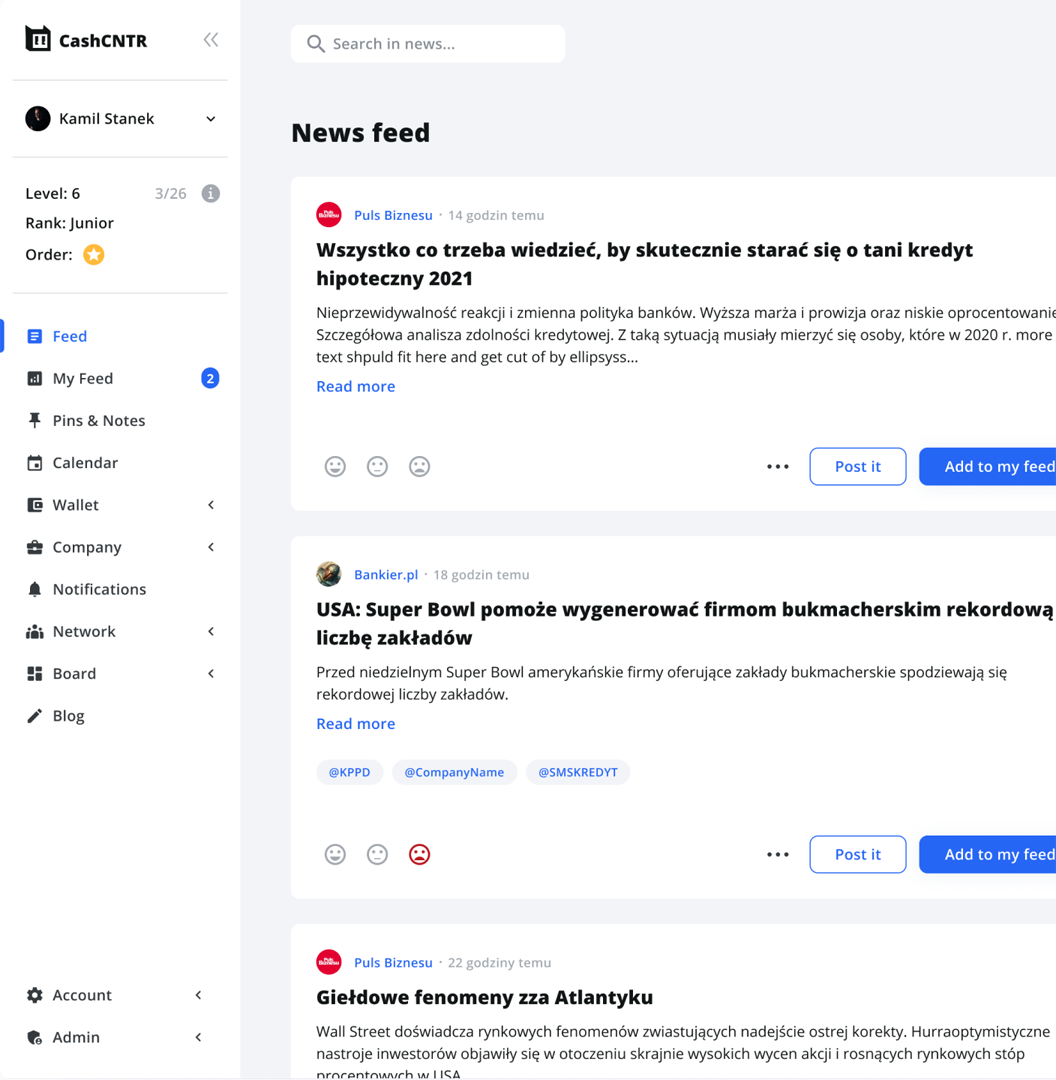 CashCNTR
Kamil Stanek
Level: 6 3/26
Rank: Junior
Order:
Feed
My Feed 2
Pins & Notes
Calendar
Wallet
Company
Notifications
Network
Board
Blog
Account
Admin
Search in news...
News feed
Puls Biznesu · 14 godzin temu
Wszystko co trzeba wiedzieć, by skutecznie starać się o tani kredyt
hipoteczny 2021
Nieprzewidywalność reakcji i zmienna polityka banków. Wyższa marża i prowizja oraz niskie oprocentowanie
Szczegółowa analisza zdolności kredytowej. Z taką sytuacją musiały mierzyć się osoby, które w 2020 r. more
text shpuld fit here and get cut of by ellipsyss...
Read more
Post it
Add to my feed
Bankier.pl · 18 godzin temu
USA: Super Bowl pomoże wygenerować firmom bukmacherskim rekordową
liczbę zakładów
Przed niedzielnym Super Bowl amerykańskie firmy oferujące zakłady bukmacherskie spodziewają się
rekordowej liczby zakładów.
Read more
@KPPD @CompanyName @SMSKREDYT
Post it
Add to my feed
Puls Biznesu · 22 godziny temu
Giełdowe fenomeny zza Atlantyku
Wall Street doświadcza rynkowych fenomenów zwiastujących nadejście ostrej korekty. Hurraoptymistyczne
nastroje inwestorów objawiły się w otoczeniu skrajnie wysokich wycen akcji i rosnących rynkowych stóp
procentowych w USA